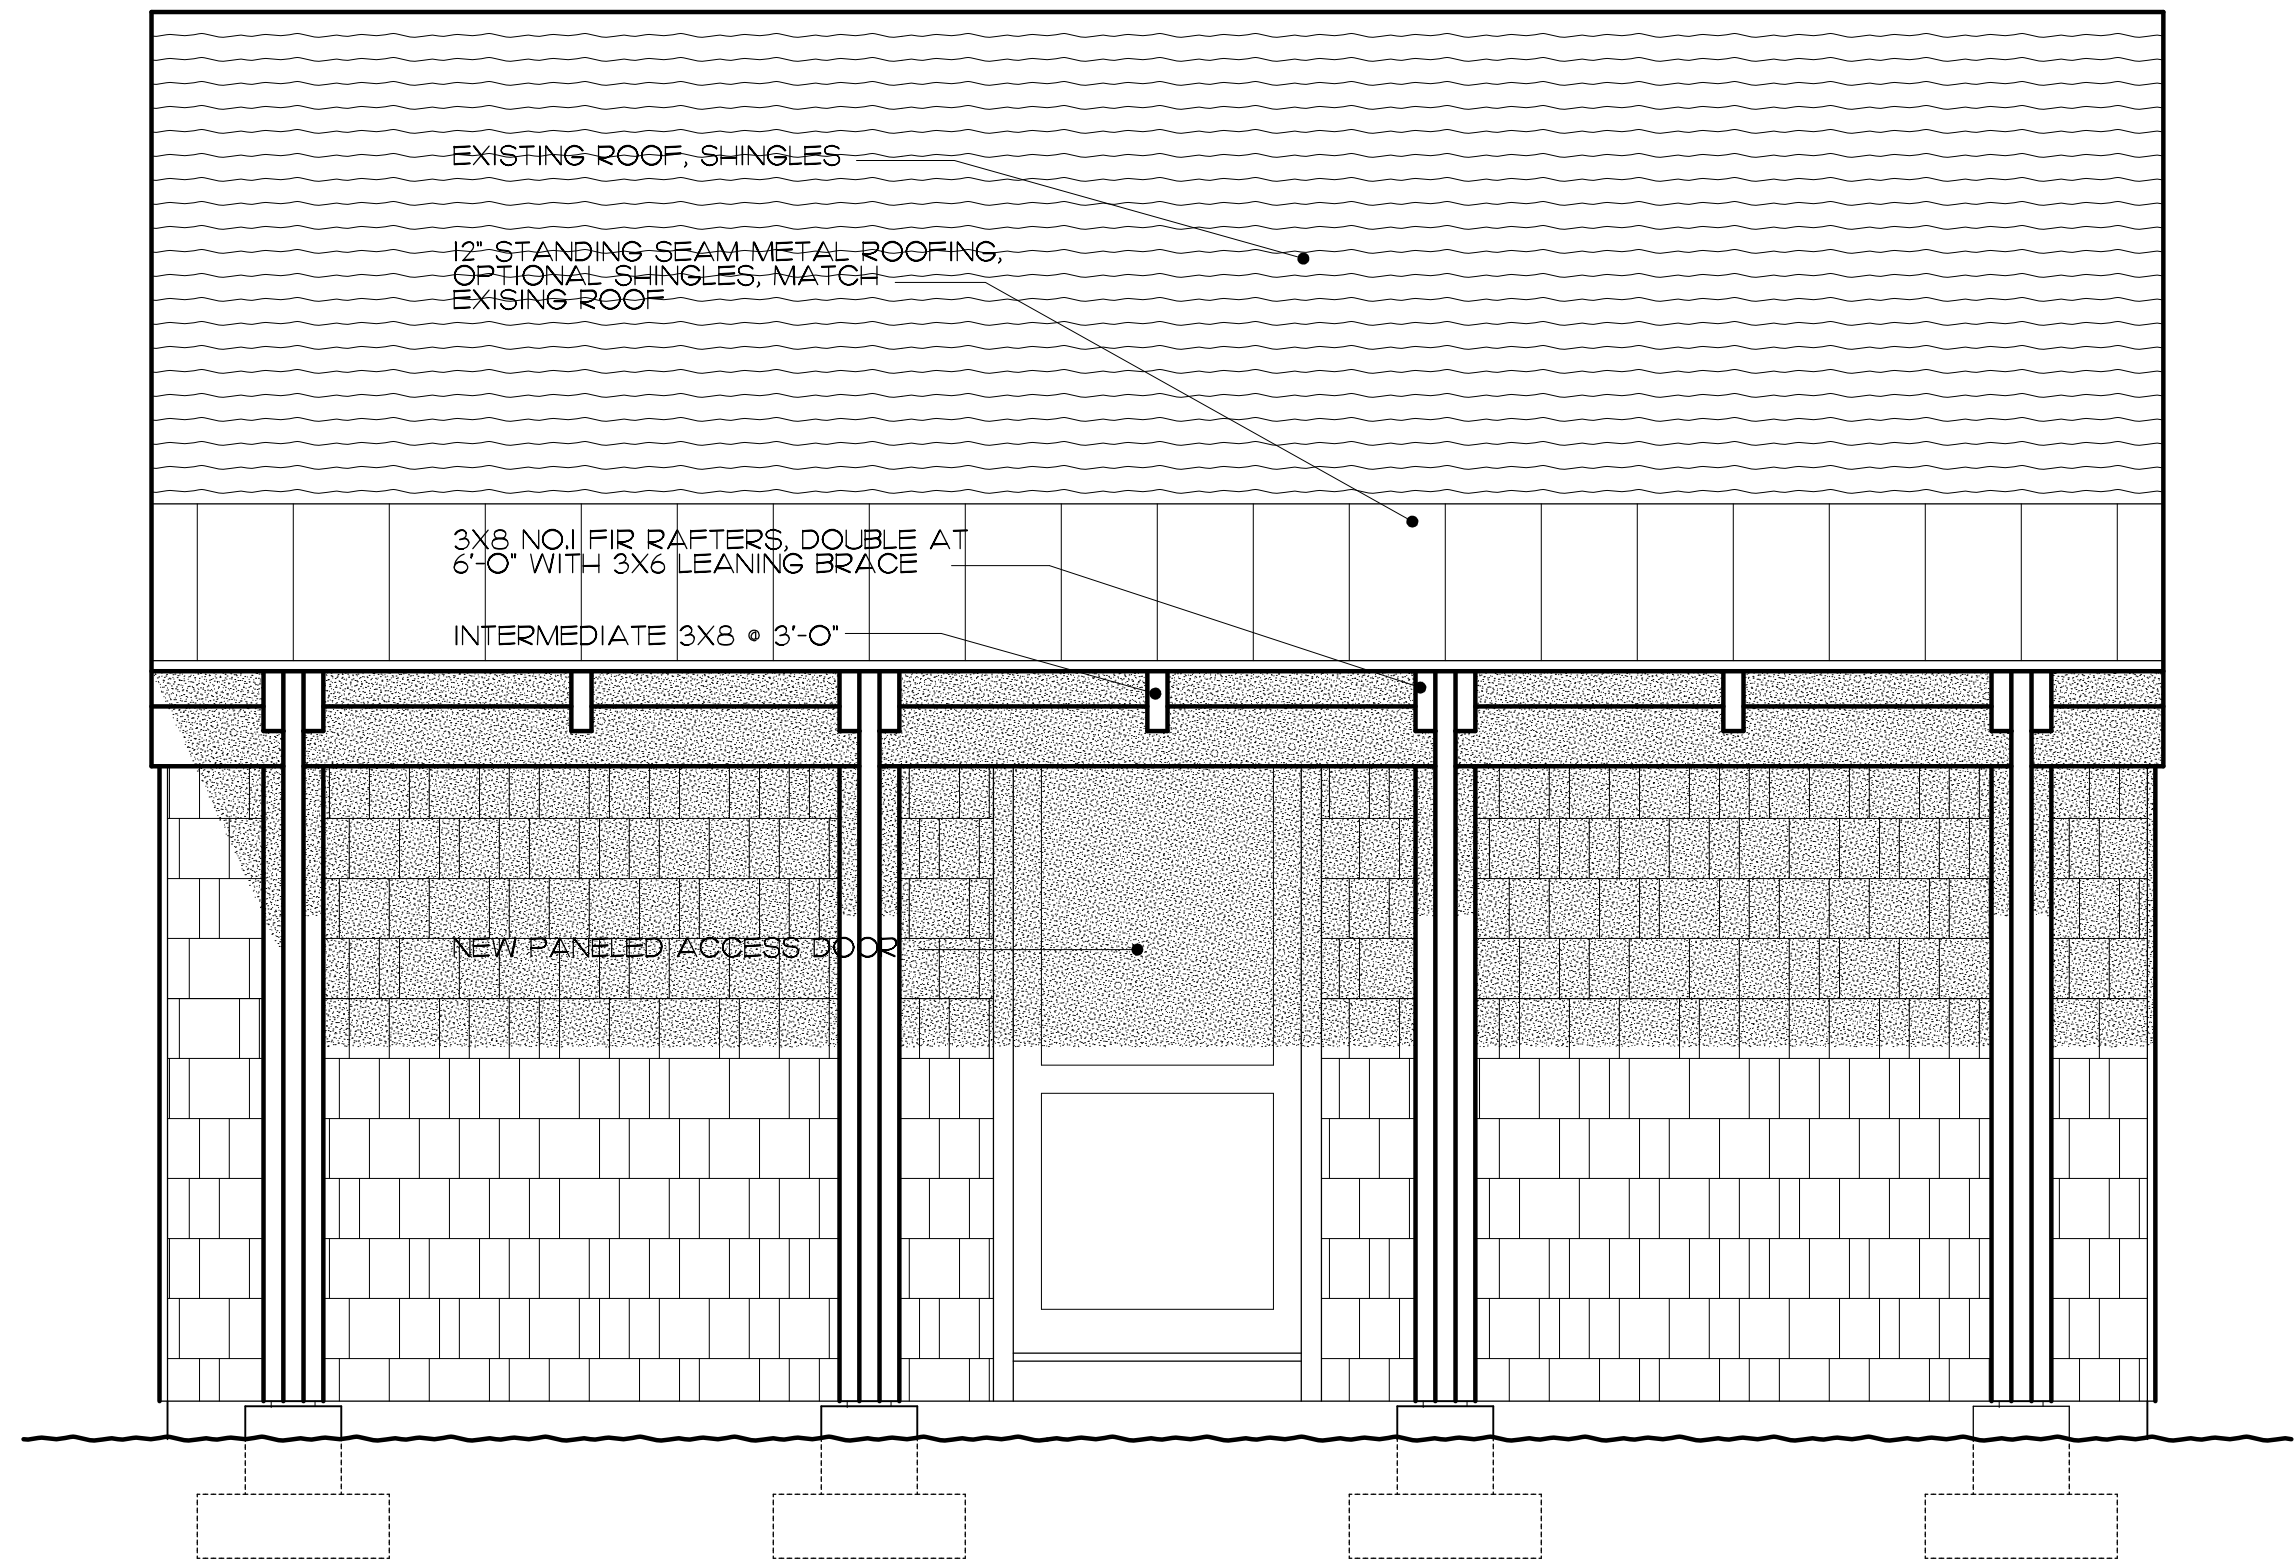 EXISTING ROOF, SHINGLES
12" STANDING SEAM METAL ROOFING,
OPTIONAL SHINGLES, MATCH
EXISING ROOF
3X8 NO.1 FIR RAFTERS, DOUBLE AT
6'-0" WITH 3X6 LEANING BRACE
INTERMEDIATE 3X8 @ 3'-0"
NEW PANELED ACCESS DOOR